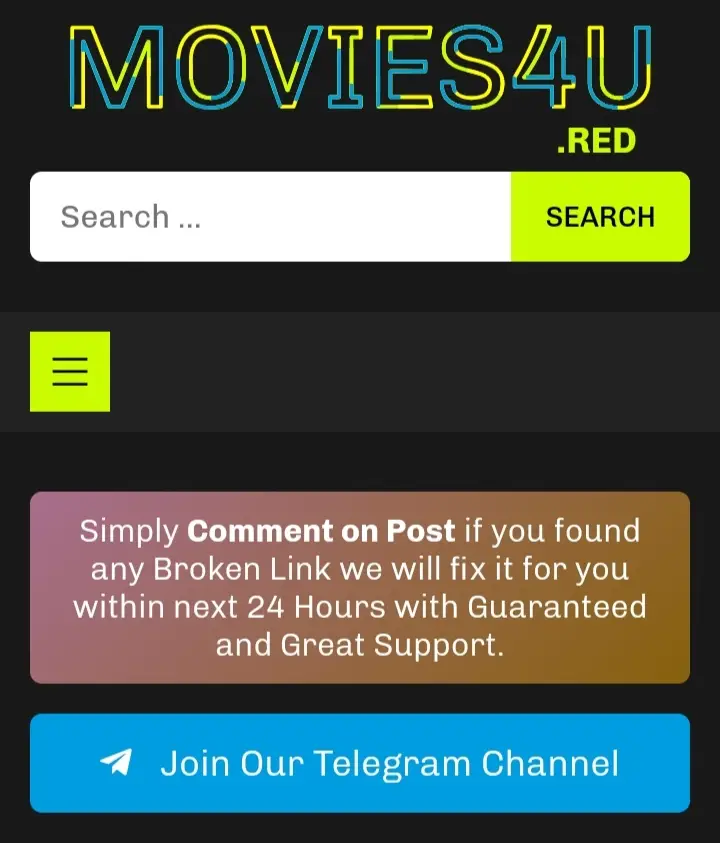 MOVIES4U
.RED
Search ...
SEARCH
Simply Comment on Post if you found
any Broken Link we will fix it for you
within next 24 Hours with Guaranteed
and Great Support.
Join Our Telegram Channel